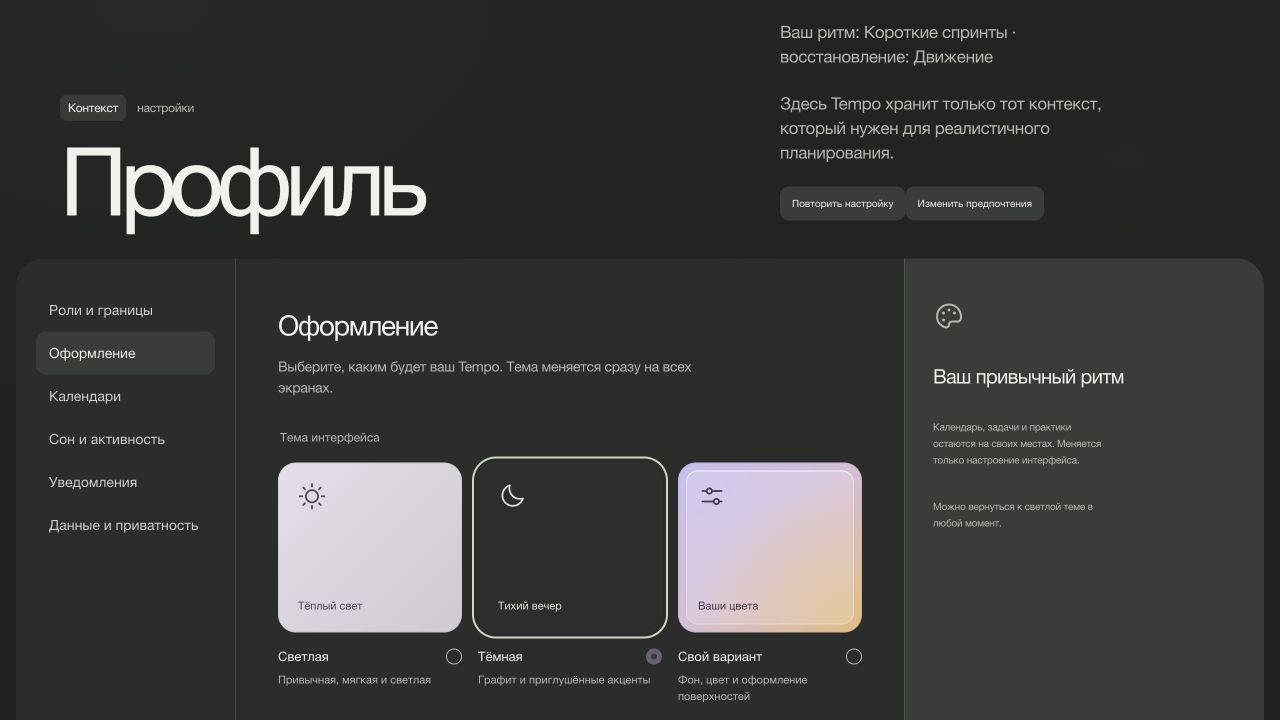 Ваш ритм: Короткие спринты ·
восстановление: Движение
Контекст настройки
Здесь Tempo хранит только тот контекст,
который нужен для реалистичного
планирования.
Профиль
Повторить настройку Изменить предпочтения
Роли и границы
Оформление
Календари
Сон и активность
Уведомления
Данные и приватность
Оформление
Выберите, каким будет ваш Tempo. Тема меняется сразу на всех
экранах.
Тема интерфейса
Тёплый свет
Тихий вечер
Ваши цвета
Светлая
Привычная, мягкая и светлая
Тёмная
Графит и приглушённые акценты
Свой вариант
Фон, цвет и оформление
поверхностей
Ваш привычный ритм
Календарь, задачи и практики
остаются на своих местах. Меняется
только настроение интерфейса.
Можно вернуться к светлой теме в
любой момент.